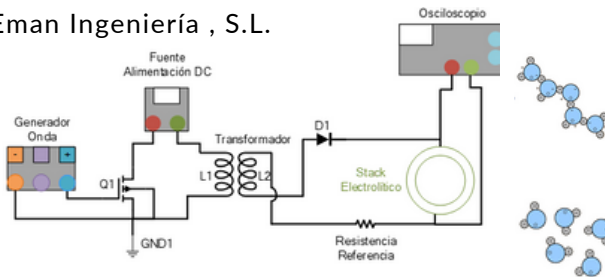 Eman Ingeniería , S.L.
Osciloscopio
Fuente
Alimentación DC
Generador
Onda
Transformador
D1
-
+
Q1
L1
L2
Stack
Electrolítico
GND1
Resistencia
Referencia